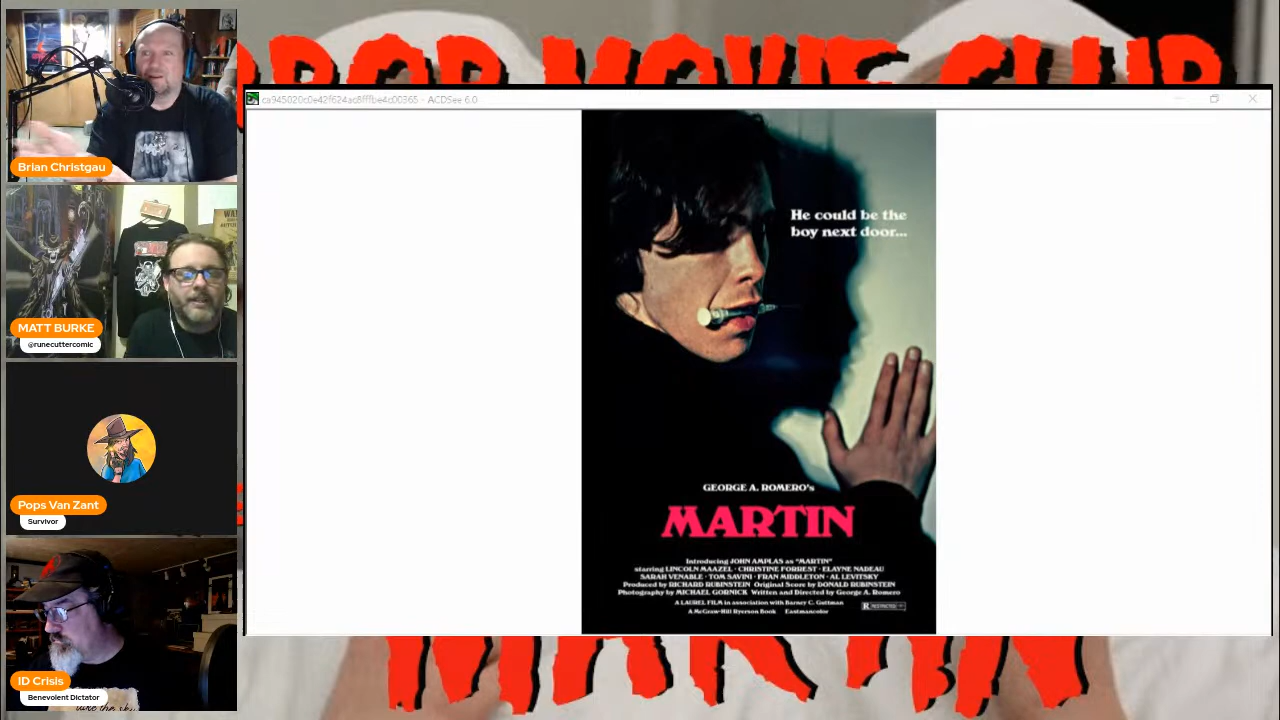 Brian Christgau
MATT BURKE
@runecuttercomic
Pops Van Zant
Survivor
ID Crisis
Benevolent Dictator
ACDSee 6.0
He could be the
boy next door...
GEORGE A. ROMERO's
MARTIN
Introducing JOHN AMPLAS as "MARTIN"
starring LINCOLN MAAZEL · CHRISTINE FORREST · ELAYNE NADEAU
SARAH VENABLE · TOM SAVINI · FRAN MIDDLETON · AL LEVITSKY
Produced by RICHARD RUBINSTEIN Original Score by DONALD RUBINSTEIN
Photography by MICHAEL GORNICK Written and Directed by George A. Romero
A LAUREL FILM in association with Barney C. Guttman
A McGraw-Hill Ryerson Book Eastmancolor
R RESTRICTED
MOVIE CLUB
MARTIN